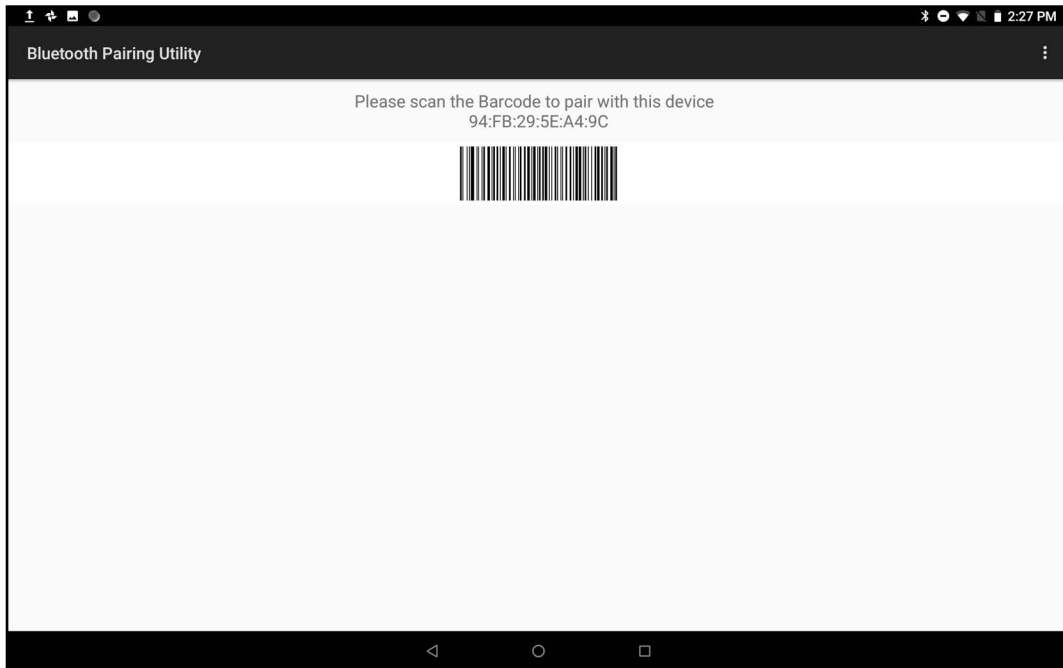 2:27 PM
Bluetooth Pairing Utility
Please scan the Barcode to pair with this device
94:FB:29:5E:A4:9C